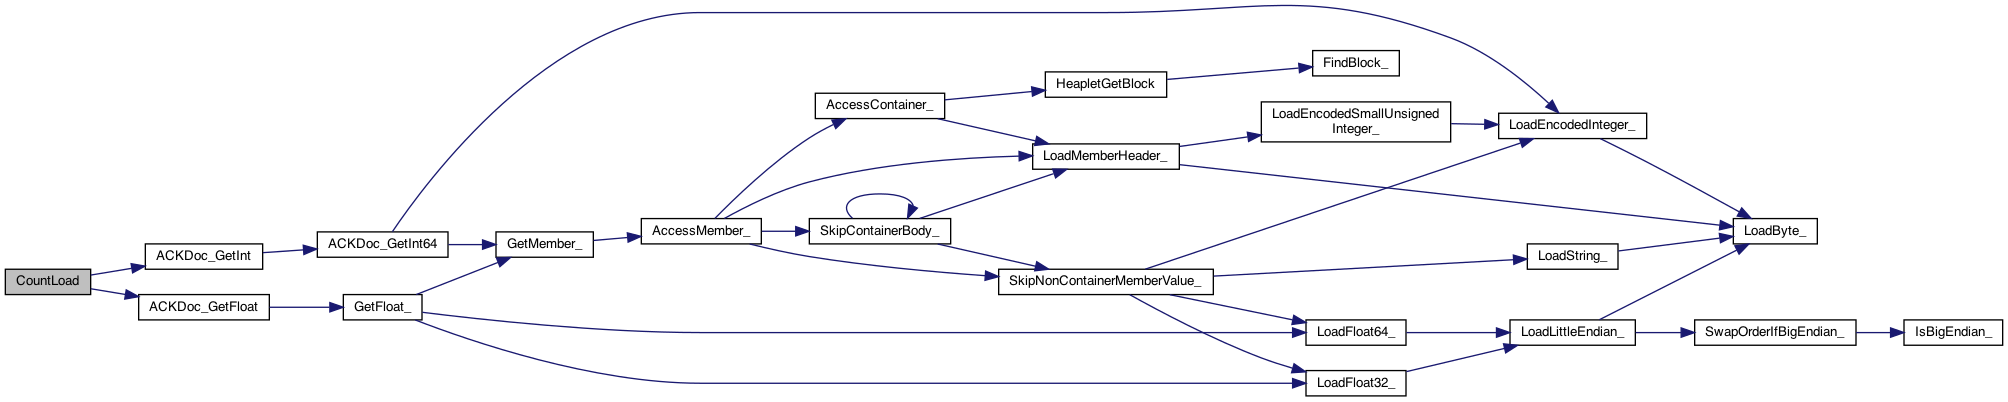 CountLoad
ACKDoc_GetInt
ACKDoc_GetFloat
ACKDoc_GetInt64
GetFloat_
GetMember_
AccessMember_
AccessContainer_
SkipContainerBody_
HeapletGetBlock
LoadMemberHeader_
SkipNonContainerMemberValue_
FindBlock_
LoadEncodedSmallUnsigned
Integer_
LoadFloat64_
LoadFloat32_
LoadEncodedInteger_
LoadString_
LoadLittleEndian_
LoadByte_
SwapOrderIfBigEndian_
IsBigEndian_